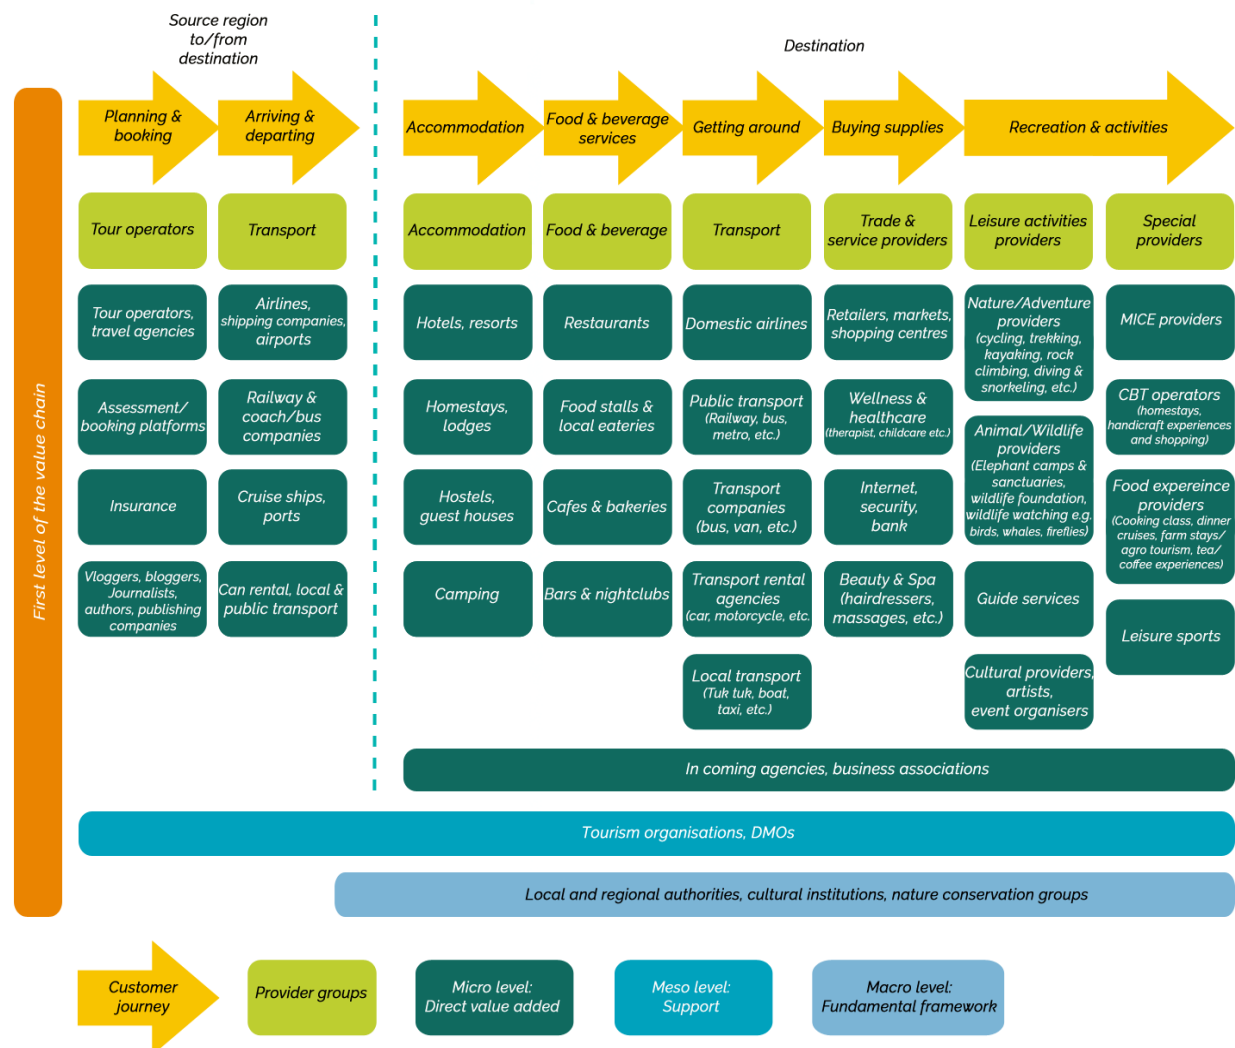 Source region
to/from
destination
Destination
Planning &
booking
Arriving &
departing
Accommodation
Food & beverage
services
Getting around
Buying supplies
Recreation & activities
Tour operators
Transport
Accommodation
Food & beverage
Transport
Trade &
service providers
Leisure activities
providers
Special
providers
Tour operators,
travel agencies
Airlines,
shipping companies,
airports
Hotels, resorts
Restaurants
Domestic airlines
Retailers, markets,
shopping centres
Nature/Adventure
providers
(cycling, trekking,
kayaking, rock
climbing, diving &
snorkeling, etc.)
MICE providers
Assessment/
booking platforms
Railway &
coach/bus
companies
Homestays,
lodges
Food stalls &
local eateries
Public transport
(Railway, bus,
metro, etc.)
Wellness &
healthcare
(therapist, childcare etc.)
Animal/Wildlife
providers
(Elephant camps &
sanctuaries,
wildlife foundation,
wildlife watching e.g.
birds, whales, fireflies)
CBT operators
(homestays,
handicraft experiences
and shopping)
Insurance
Cruise ships,
ports
Hostels,
guest houses
Cafes & bakeries
Transport
companies
(bus, van, etc.)
Internet,
security,
bank
Food expereince
providers
(Cooking class, dinner
cruises, farm stays/
agro tourism, tea/
coffee experiences)
Vloggers, bloggers,
Journalists,
authors, publishing
companies
Can rental, local &
public transport
Camping
Bars & nightclubs
Transport rental
agencies
(car, motorcycle, etc.
Beauty & Spa
(hairdressers,
massages, etc.)
Guide services
Leisure sports
Local transport
(Tuk tuk, boat,
taxi, etc.)
Cultural providers,
artists,
event organisers
In coming agencies, business associations
Tourism organisations, DMOs
Local and regional authorities, cultural institutions, nature conservation groups
First level of the value chain
Customer
journey
Provider groups
Micro level:
Direct value added
Meso level:
Support
Macro level:
Fundamental framework